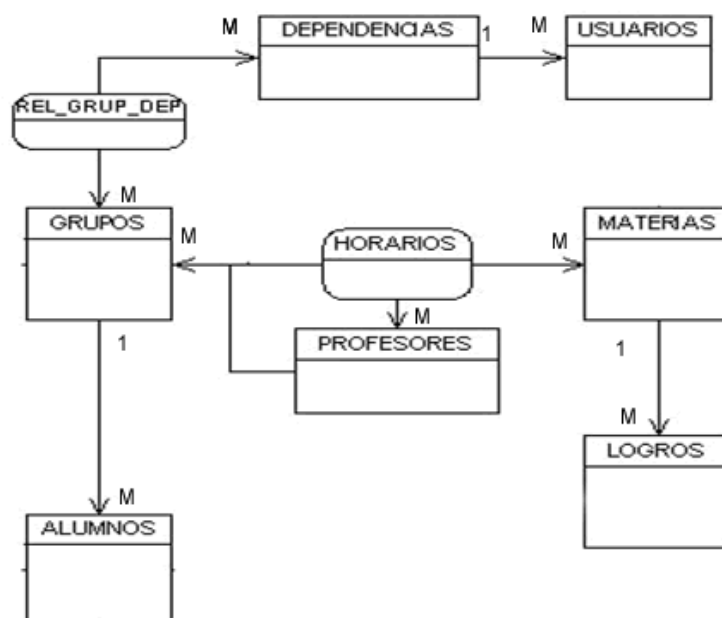 M
DEPENDENCIAS
1
M
USUARIOS
REL_GRUP_DEP
M
GRUPOS
M
HORARIOS
M
MATERIAS
M
PROFESORES
1
1
M
LOGROS
M
ALUMNOS